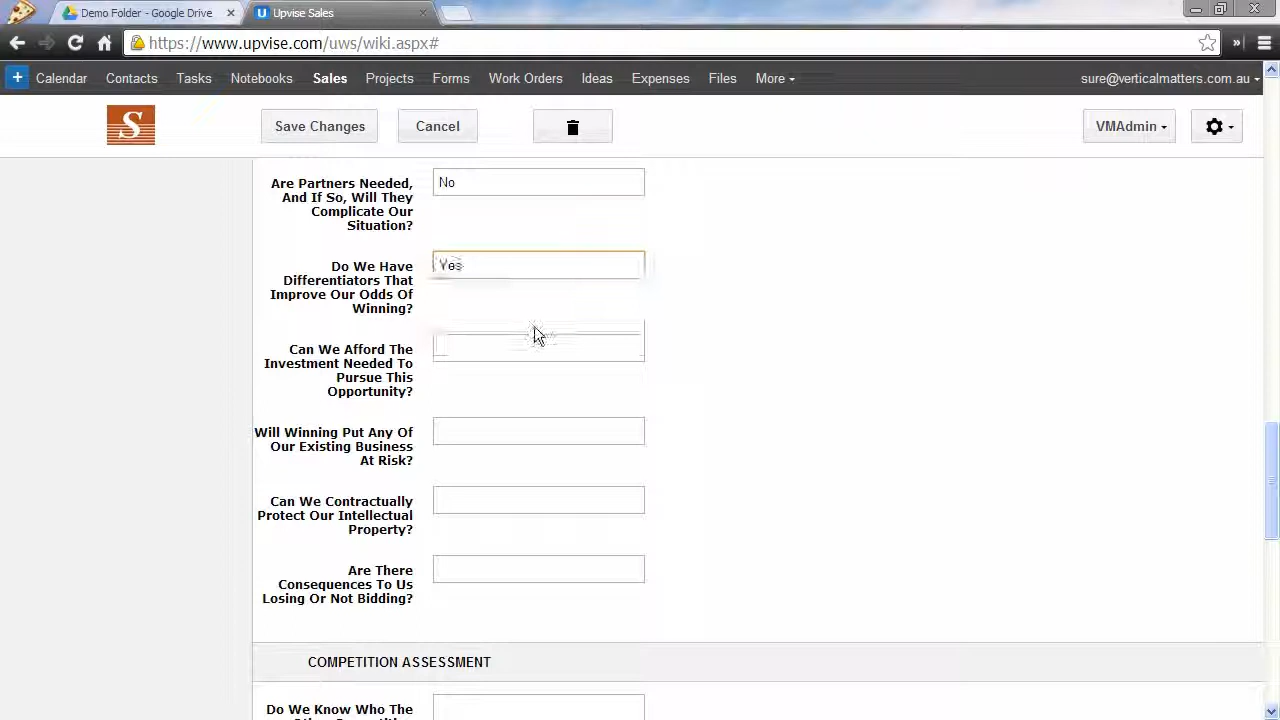 Demo Folder - Google Drive
Upvise Sales
https://www.upvise.com/uws/wiki.aspx#
Calendar Contacts Tasks Notebooks Sales Projects Forms Work Orders Ideas Expenses Files More sure@verticalmatters.com.au
S
Save Changes Cancel VMAdmin
Are Partners Needed,
And If So, Will They
Complicate Our
Situation?
No
Do We Have
Differentiators That
Improve Our Odds Of
Winning?
Yes
Can We Afford The
Investment Needed To
Pursue This
Opportunity?
Will Winning Put Any Of
Our Existing Business
At Risk?
Can We Contractually
Protect Our Intellectual
Property?
Are There
Consequences To Us
Losing Or Not Bidding?
COMPETITION ASSESSMENT
Do We Know Who The